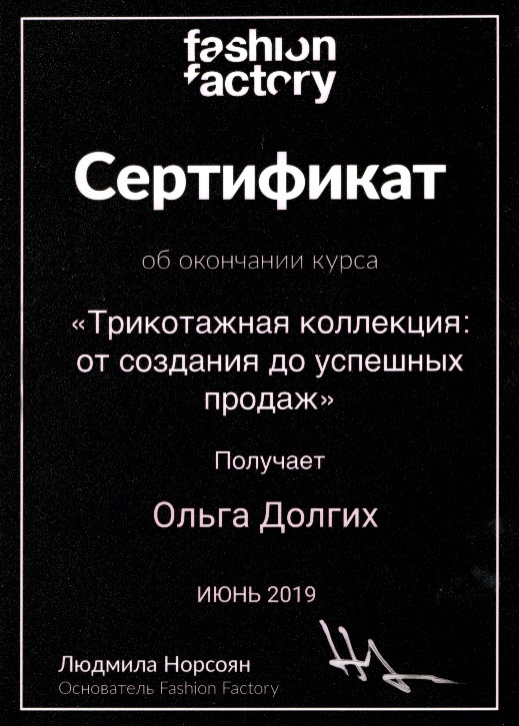 fashion
factory
Сертификат
об окончании курса
«Трикотажная коллекция:
от создания до успешных
продаж»
Получает
Ольга Долгих
ИЮНЬ 2019
Людмила Норсоян
Основатель Fashion Factory